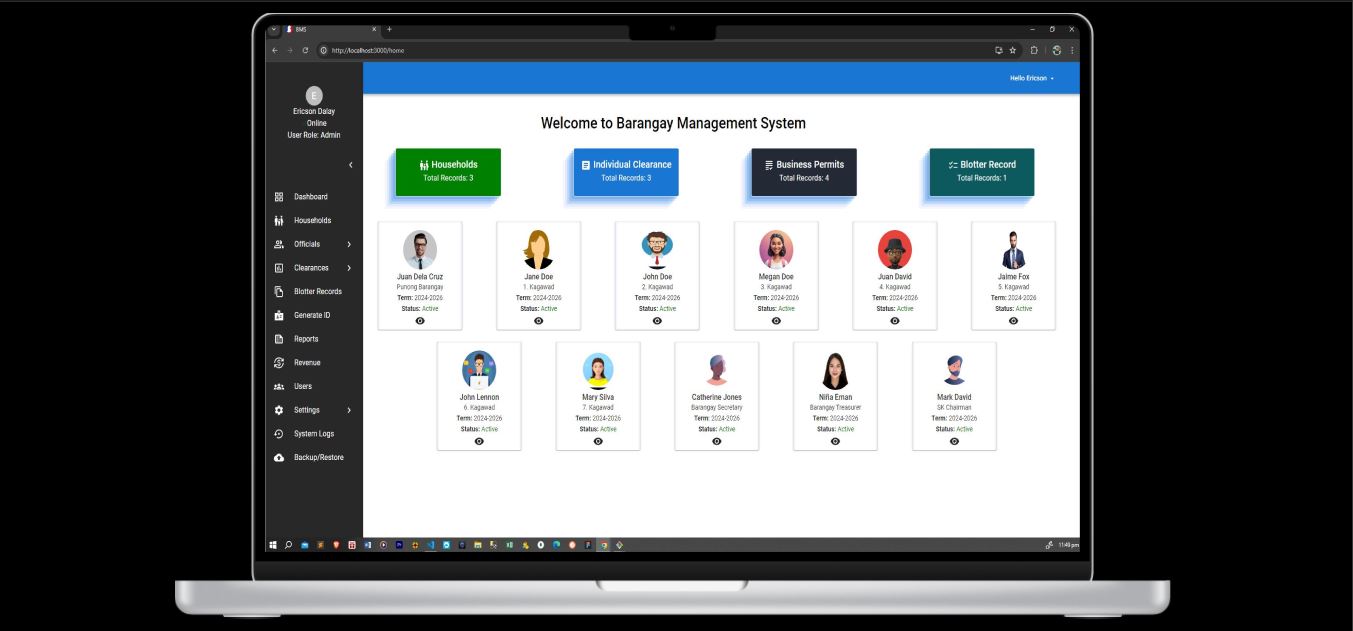 BMS
http://localhost:3000/home
Hello Ericson
E
Ericson Dalay
Online
User Role: Admin
Dashboard
Households
Officials
Clearances
Blotter Records
Generate ID
Reports
Revenue
Users
Settings
System Logs
Backup/Restore
Welcome to Barangay Management System
Households
Total Records: 3
Individual Clearance
Total Records: 3
Business Permits
Total Records: 4
Blotter Record
Total Records: 1
Juan Dela Cruz
Punong Barangay
Term: 2024-2026
Status: Active
Jane Doe
1. Kagawad
Term: 2024-2026
Status: Active
John Doe
2. Kagawad
Term: 2024-2026
Status: Active
Megan Doe
3. Kagawad
Term: 2024-2026
Status: Active
Juan David
4. Kagawad
Term: 2024-2026
Status: Active
Jaime Fox
5. Kagawad
Term: 2024-2026
Status: Active
John Lennon
6. Kagawad
Term: 2024-2026
Status: Active
Mary Silva
7. Kagawad
Term: 2024-2026
Status: Active
Catherine Jones
Barangay Secretary
Term: 2024-2026
Status: Active
Niña Eman
Barangay Treasurer
Term: 2024-2026
Status: Active
Mark David
SK Chairman
Term: 2024-2026
Status: Active
11:49 pm